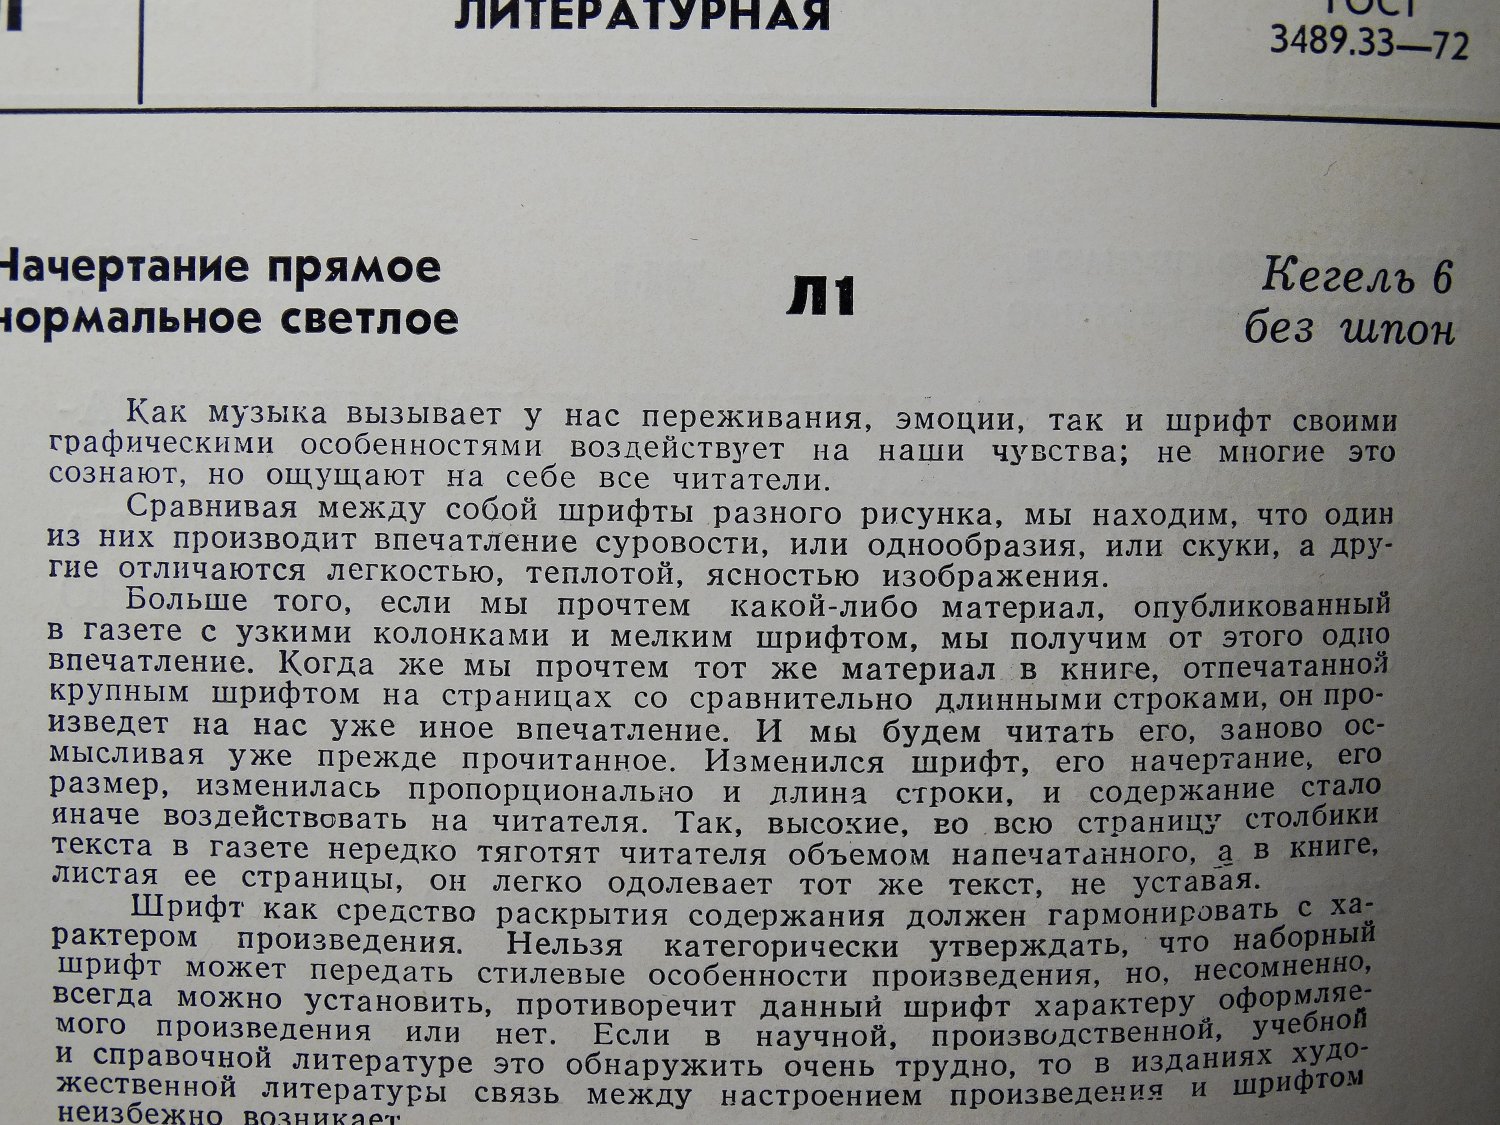 ЛИТЕРАТУРНАЯ
ГОСТ
3489.33—72
Начертание прямое
нормальное светлое
Л1
Кегель 6
без шпон
Как музыка вызывает у нас переживания, эмоции, так и шрифт своими
графическими особенностями воздействует на наши чувства; не многие это
сознают, но ощущают на себе все читатели.
Сравнивая между собой шрифты разного рисунка, мы находим, что один
из них производит впечатление суровости, или однообразия, или скуки, а дру-
гие отличаются легкостью, теплотой, ясностью изображения.
Больше того, если мы прочтем какой-либо материал, опубликованный
в газете с узкими колонками и мелким шрифтом, мы получим от этого одно
впечатление. Когда же мы прочтем тот же материал в книге, отпечатанной
крупным шрифтом на страницах со сравнительно длинными строками, он про-
изведет на нас уже иное впечатление. И мы будем читать его, заново ос-
мысливая уже прежде прочитанное. Изменился шрифт, его начертание, его
размер, изменилась пропорционально и длина строки, и содержание стало
иначе воздействовать на читателя. Так, высокие, во всю страницу столбики
текста в газете нередко тяготят читателя объемом напечатанного, а в книге,
листая ее страницы, он легко одолевает тот же текст, не уставая.
Шрифт как средство раскрытия содержания должен гармонировать с ха-
рактером произведения. Нельзя категорически утверждать, что наборный
шрифт может передать стилевые особенности произведения, но, несомненно,
всегда можно установить, противоречит данный шрифт характеру оформляе-
мого произведения или нет. Если в научной, производственной, учебной
и справочной литературе это обнаружить очень трудно, то в изданиях худо-
жественной литературы связь между настроением произведения и шрифтом
неизбежно возникает.